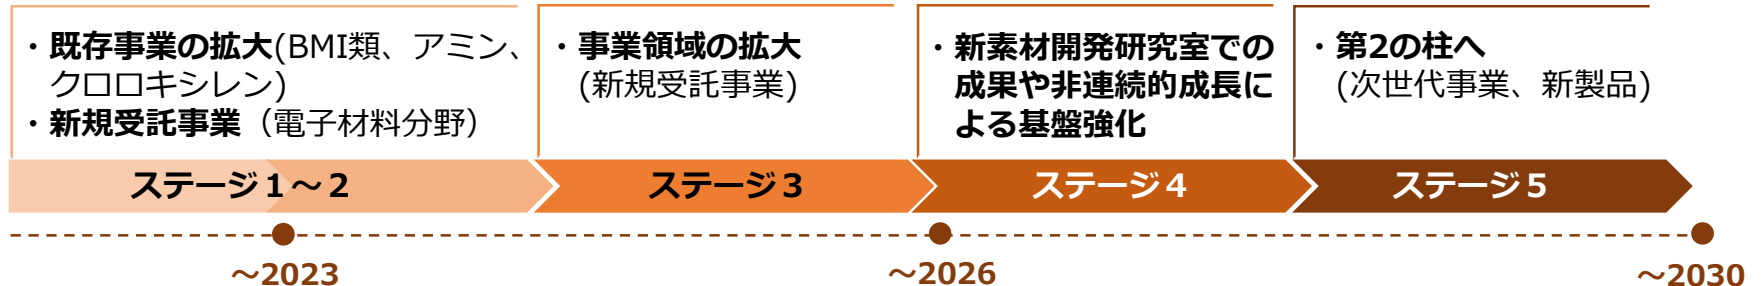 ・既存事業の拡大(BMI類、アミン、
クロロキシレン)
・新規受託事業（電子材料分野）
・事業領域の拡大
(新規受託事業)
・新素材開発研究室での
成果や非連続的成長に
よる基盤強化
・第2の柱へ
(次世代事業、新製品)
ステージ１～２
ステージ３
ステージ４
ステージ５
～2023
～2026
～2030